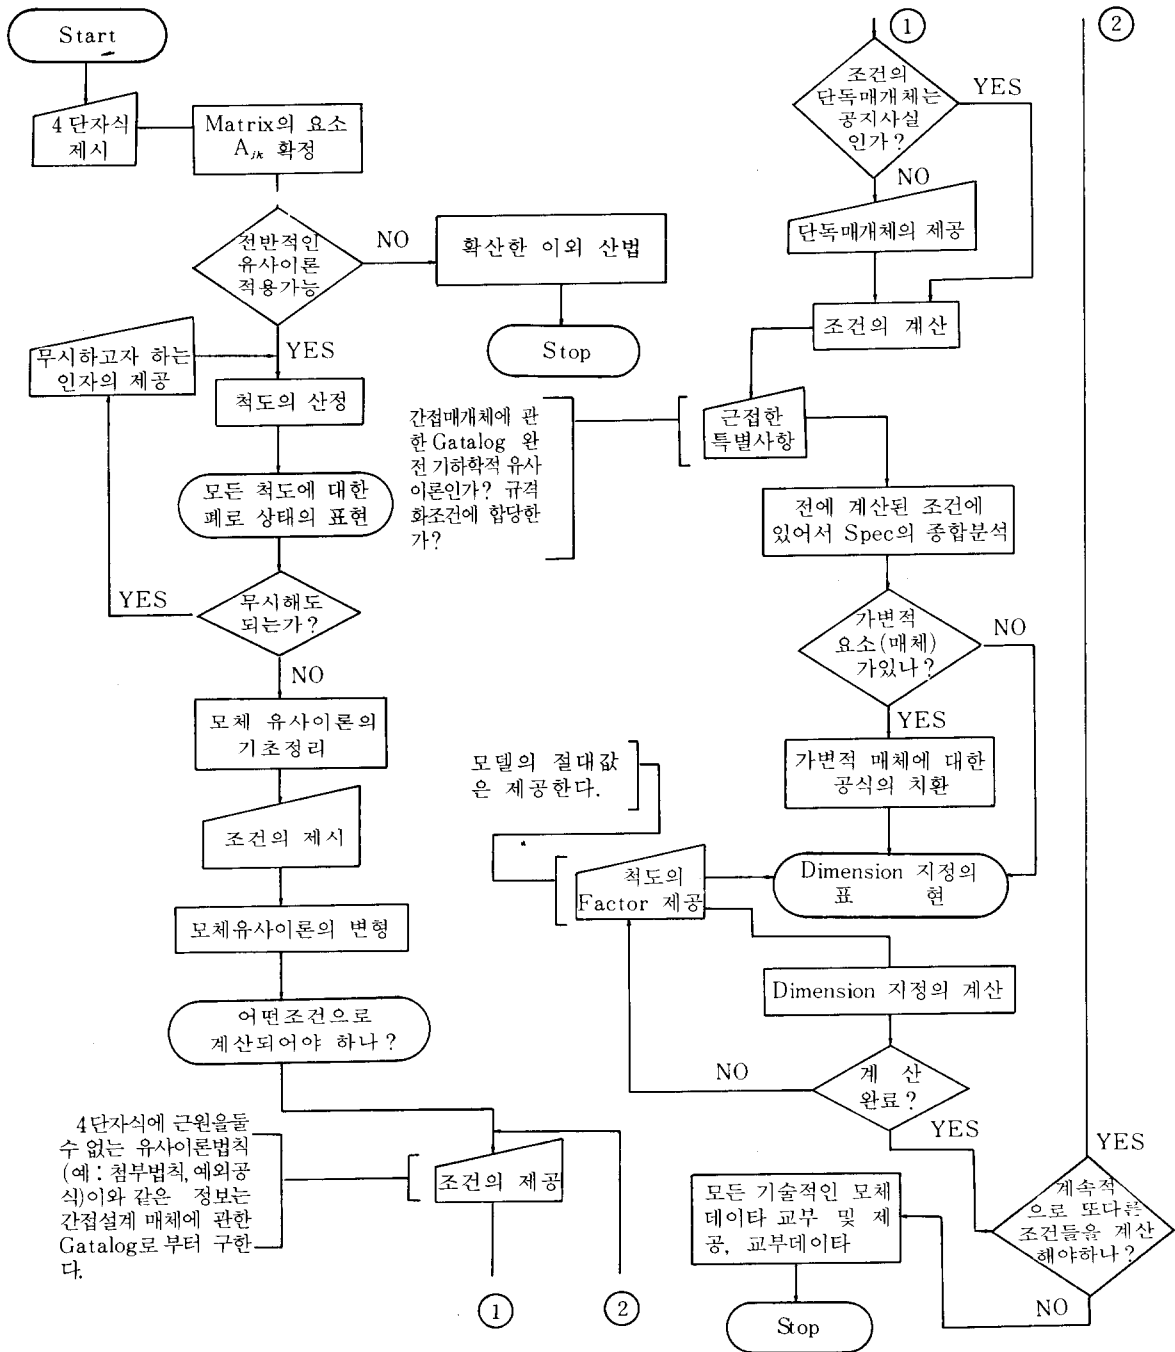 Start
4단자식
제시
Matrix의 요소
Ajk 확정
전반적인
유사이론
적용가능
NO
확산한 이외 산법
Stop
YES
무시하고자 하는
인자의 제공
척도의 산정
모든 척도에 대한
폐로 상태의 표현
무시해도
되는가?
YES
NO
모체 유사이론의
기초정리
조건의 제시
모체유사이론의 변형
어떤조건으로
계산되어야 하나?
4단자식에 근원을둘
수 없는 유사이론법칙
(예: 첨부법칙,예외공
식)이와 같은 정보는
간접설계 매체에 관한
Gatalog로 부터 구한
다.
조건의 제공
1
2
1
2
조건의
단독매개체는
공지사실
인가?
YES
NO
단독매개체의 제공
조건의 계산
간접매개체에 관
한 Gatalog 완
전 기하학적 유사
이론인가? 규격
화조건에 합당한
가?
근접한
특별사항
전에 계산된 조건에
있어서 Spec의 종합분석
가변적
요소(매체)
가있나?
NO
YES
가변적 매체에 대한
공식의 치환
모델의 절대값
은 제공한다.
척도의
Factor 제공
Dimension 지정의
표 현
Dimension 지정의 계산
계 산
완료?
NO
YES
YES
계속적
으로 또다른
조건들을 계산
해야하나?
NO
모든 기술적인 모체
데이타 교부 및 제
공, 교부데이타
Stop